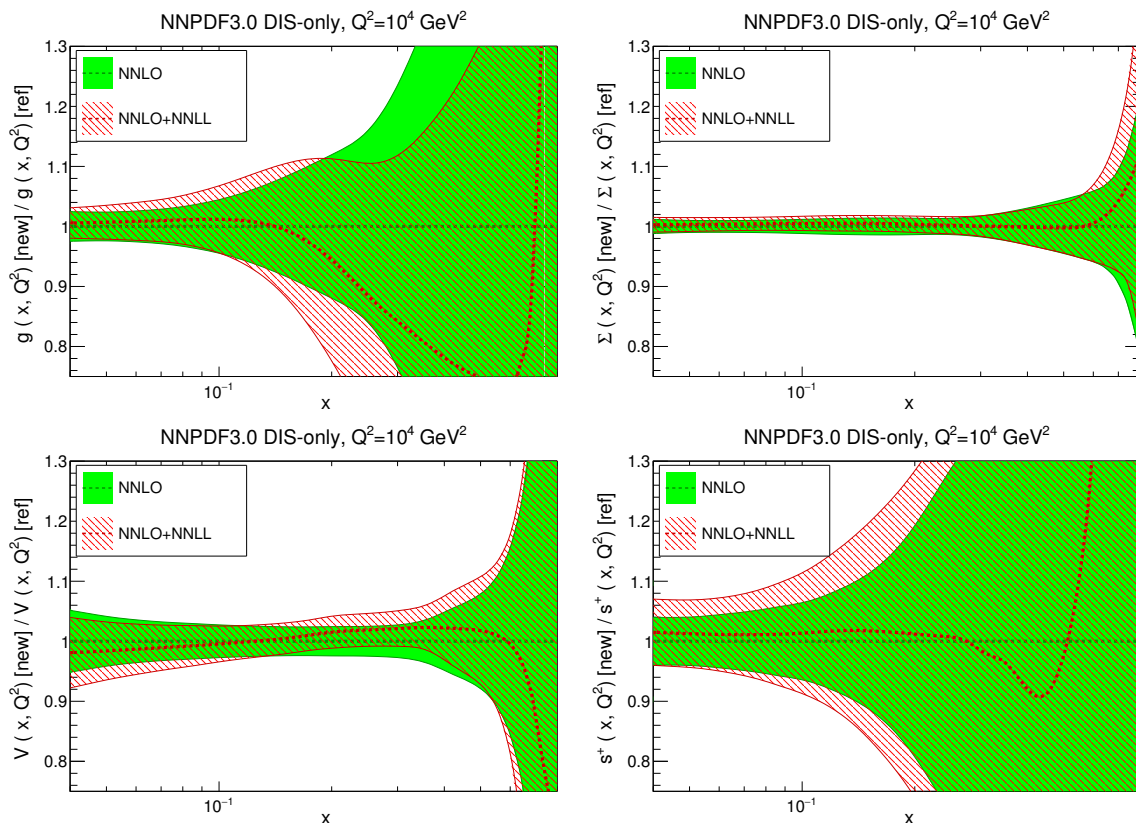 NNPDF3.0 DIS-only, Q²=10⁴ GeV²
g ( x, Q²) [new] / g ( x, Q²) [ref]
1.3
1.2
1.1
1
0.9
0.8
NNLO
NNLO+NNLL
10⁻¹
x
NNPDF3.0 DIS-only, Q²=10⁴ GeV²
Σ ( x, Q²) [new] / Σ ( x, Q²) [ref]
1.3
1.2
1.1
1
0.9
0.8
NNLO
NNLO+NNLL
10⁻¹
x
NNPDF3.0 DIS-only, Q²=10⁴ GeV²
V ( x, Q²) [new] / V ( x, Q²) [ref]
1.3
1.2
1.1
1
0.9
0.8
NNLO
NNLO+NNLL
10⁻¹
x
NNPDF3.0 DIS-only, Q²=10⁴ GeV²
s⁺ ( x, Q²) [new] / s⁺ ( x, Q²) [ref]
1.3
1.2
1.1
1
0.9
0.8
NNLO
NNLO+NNLL
10⁻¹
x